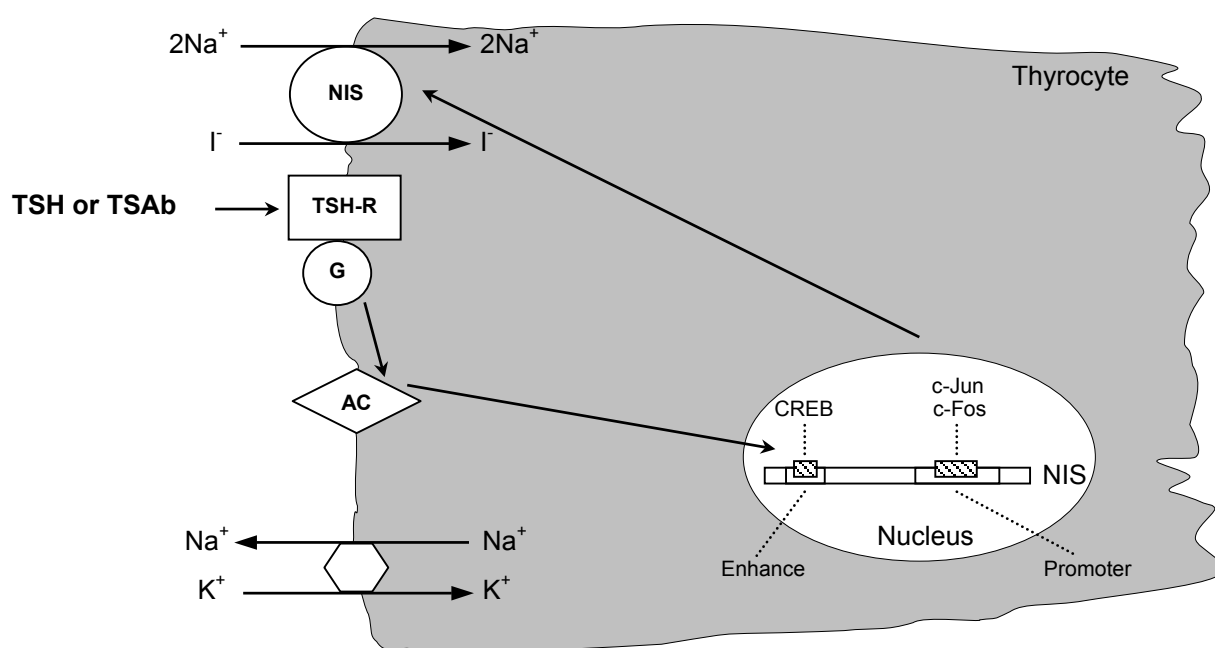 2Na⁺ 2Na⁺
Thyrocyte
NIS
I⁻ I⁻
TSH or TSAb
TSH-R
G
AC
c-Jun
CREB c-Fos
NIS
Nucleus
Enhance Promoter
Na⁺ Na⁺
K⁺ K⁺